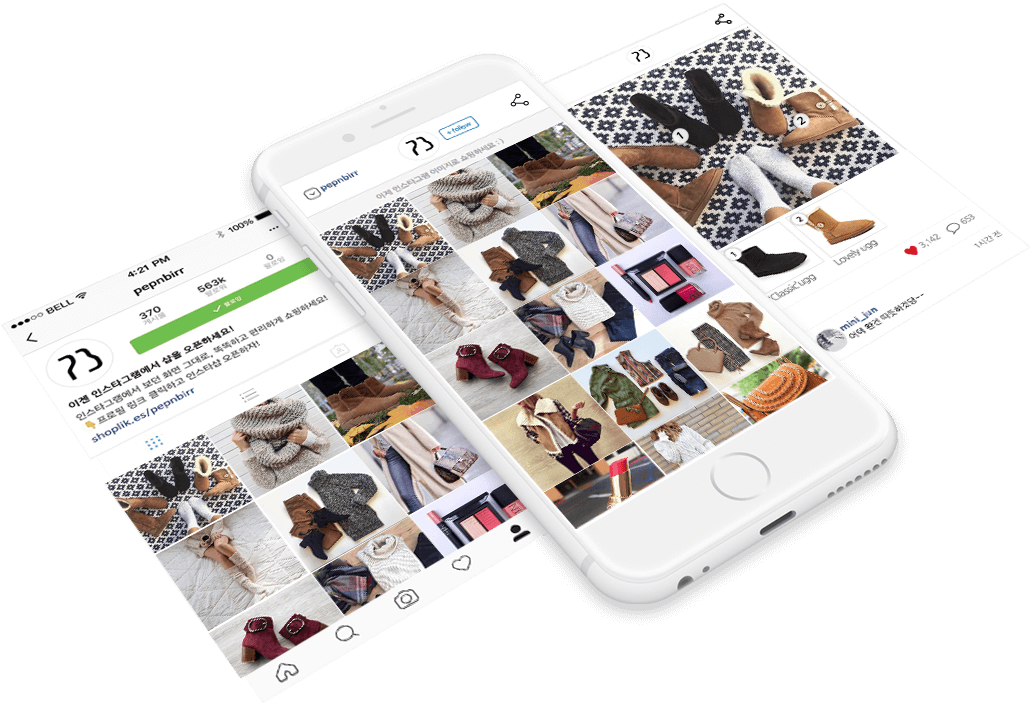 BELL
4:21 PM
100%
pepnbirr
370
게시물
563k
팔로워
0
팔로잉
팔로잉
이젠 인스타그램에서 샵을 오픈하세요!
인스타그램에서 보던 화면 그대로, 똑똑하고 편리하게 쇼핑하세요!
프로필 링크 클릭하고 인스타샵 오픈하자!
shoplik.es/pepnbirr
pepnbirr
+ follow
이제 인스타그램 이미지로 쇼핑하세요 :-)
1
2
1
2
"Classic"ugg
Lovely ugg
3,142
653
1시간 전
mini_jun
어머 완전 따뜻하겠당~~